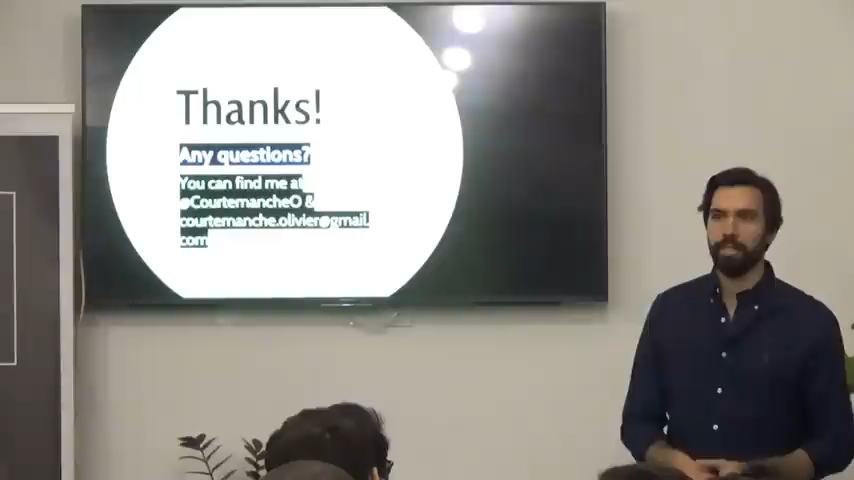 Thanks!
Any questions?
You can find me at
@CourtemancheO &
courtemanche.olivier@gmail.
com